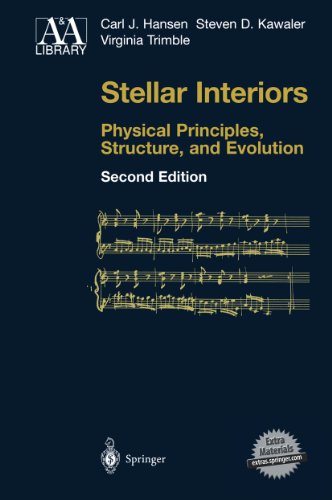 A&A
LIBRARY
Carl J. Hansen Steven D. Kawaler
Virginia Trimble
Stellar Interiors
Physical Principles,
Structure, and Evolution
Second Edition
Springer
Extra
Materials
extras.springer.com